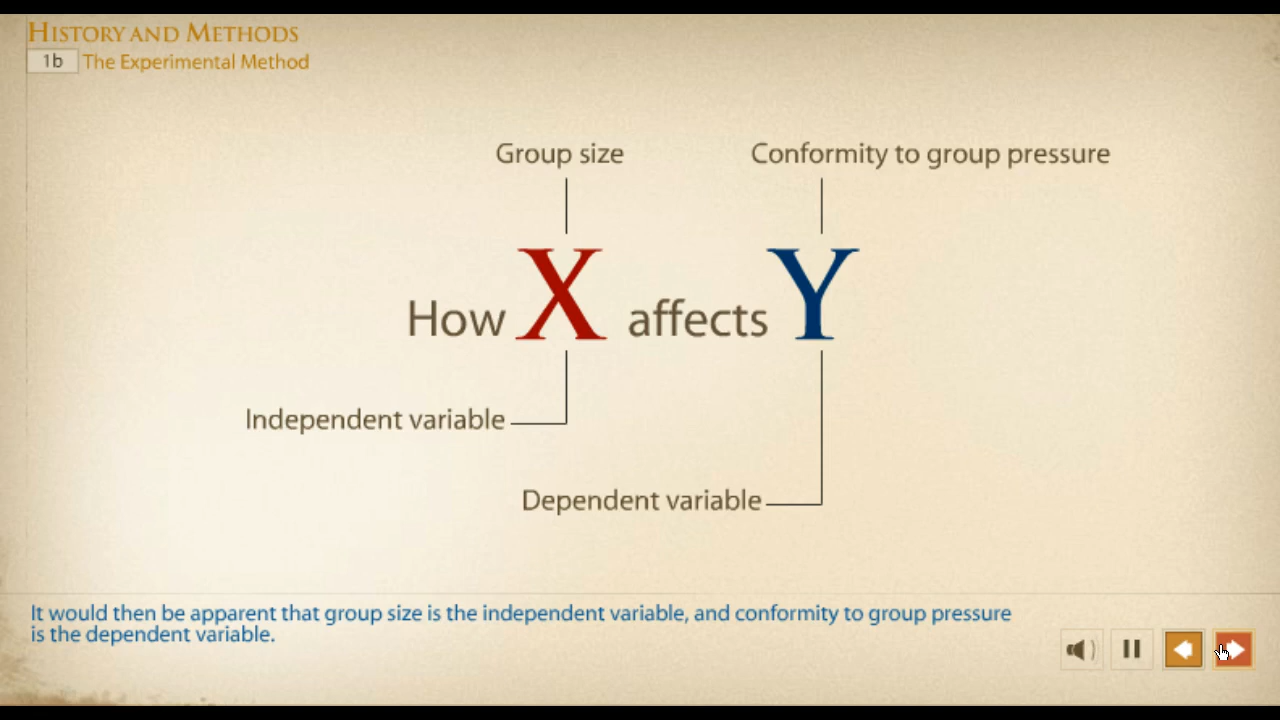 HISTORY AND METHODS
1b The Experimental Method
Group size Conformity to group pressure
How X affects Y
Independent variable
Dependent variable
It would then be apparent that group size is the independent variable, and conformity to group pressure
is the dependent variable.